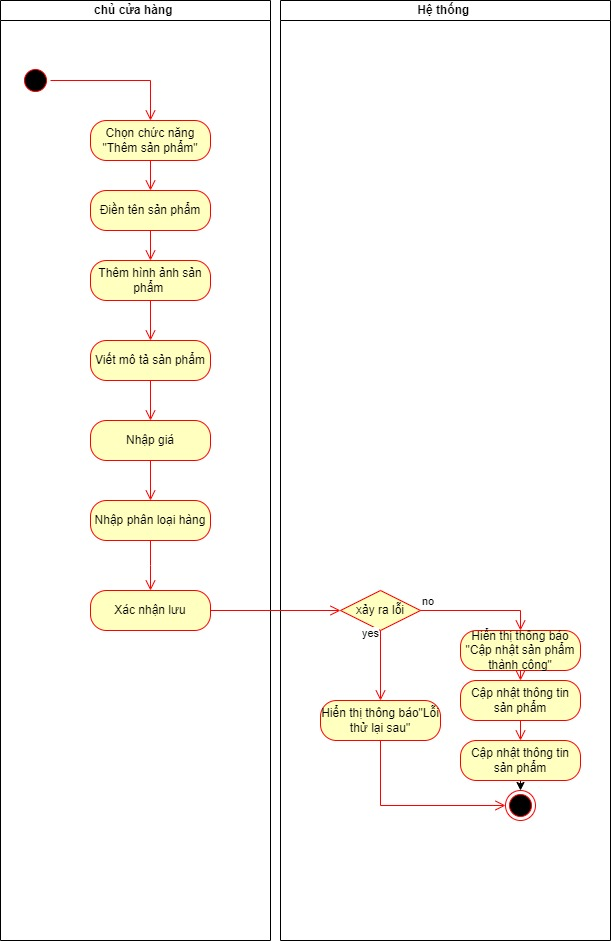 chủ cửa hàng
Hệ thống
Chọn chức năng
"Thêm sản phẩm"
Điền tên sản phẩm
Thêm hình ảnh sản
phẩm
Viết mô tả sản phẩm
Nhập giá
Nhập phân loại hàng
Xác nhận lưu
xảy ra lỗi
no
yes
Hiển thị thông báo
"Cập nhật sản phẩm
thành công"
Cập nhật thông tin
sản phẩm
Hiển thị thông báo"Lỗi
thử lại sau"
Cập nhật thông tin
sản phẩm